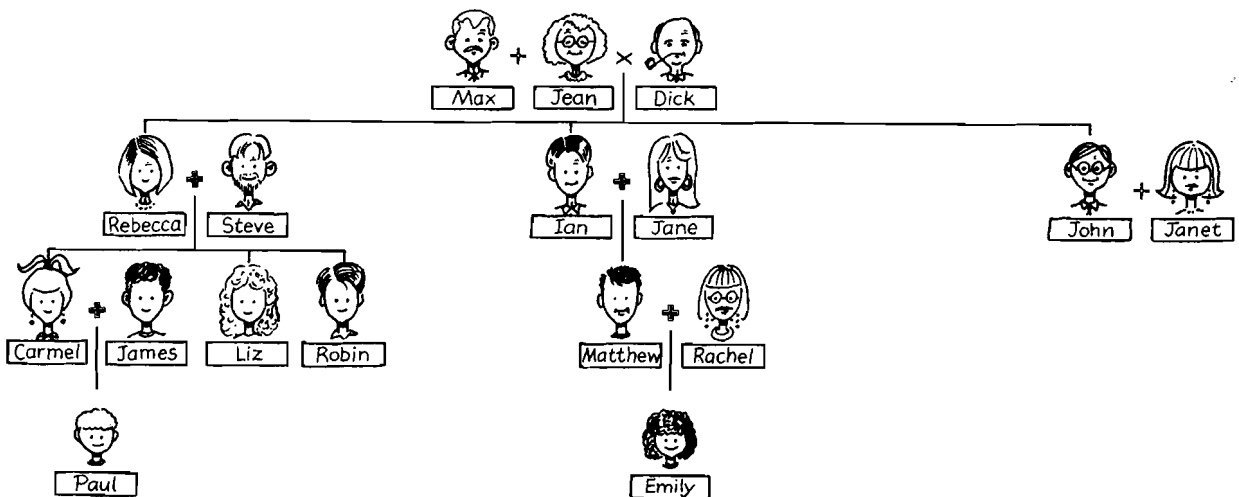 Max Jean Dick
Rebecca Steve Ian Jane John Janet
Carmel James Liz Robin Matthew Rachel
Paul Emily